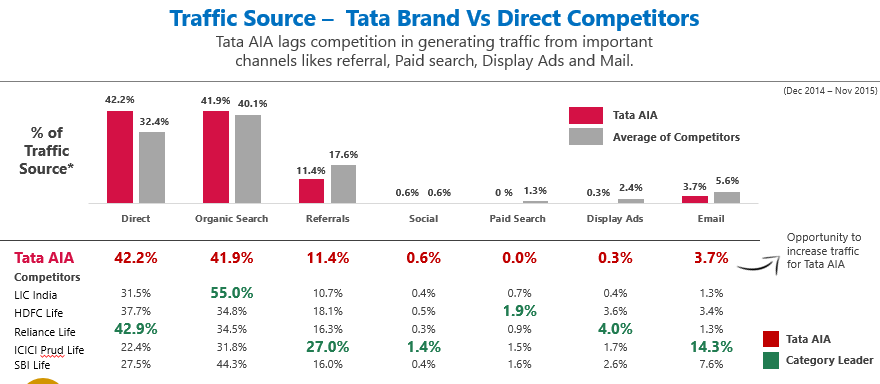 Traffic Source – Tata Brand Vs Direct Competitors
Tata AIA lags competition in generating traffic from important
channels likes referral, Paid search, Display Ads and Mail.
(Dec 2014 – Nov 2015)
% of
Traffic
Source*
Tata AIA
Average of Competitors
42.2% 32.4% 41.9% 40.1% 11.4% 17.6% 0.6% 0.6% 0 % 1.3% 0.3% 2.4% 3.7% 5.6%
Direct Organic Search Referrals Social Paid Search Display Ads Email
Tata AIA 42.2% 41.9% 11.4% 0.6% 0.0% 0.3% 3.7%
Opportunity to
increase traffic
for Tata AIA
Competitors
LIC India 31.5% 55.0% 10.7% 0.4% 0.7% 0.4% 1.3%
HDFC Life 37.7% 34.8% 18.1% 0.5% 1.9% 3.6% 3.4%
Reliance Life 42.9% 34.5% 16.3% 0.3% 0.9% 4.0% 1.3%
ICICI Prud Life 22.4% 31.8% 27.0% 1.4% 1.5% 1.7% 14.3%
SBI Life 27.5% 44.3% 16.0% 0.4% 1.6% 2.6% 7.6%
Tata AIA
Category Leader